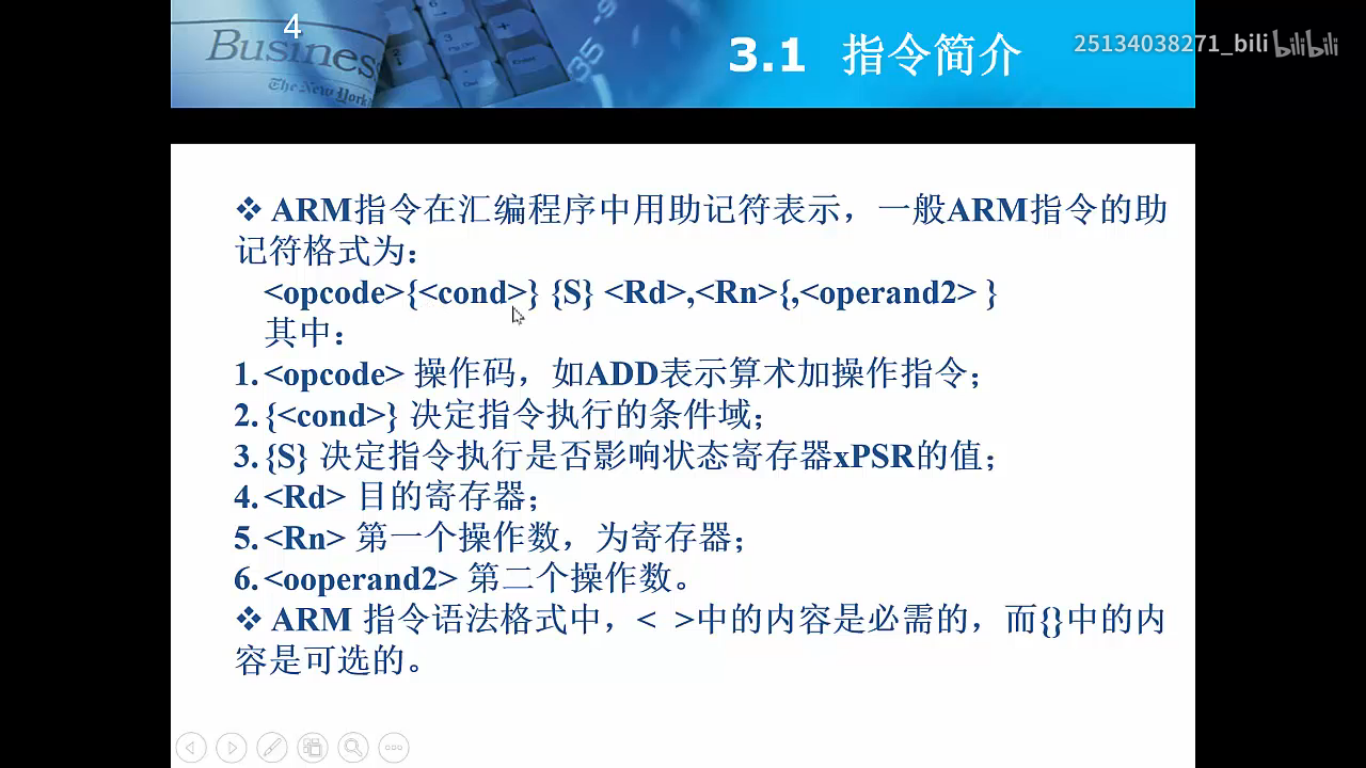 4
Busines
The New York
-9
35
3.1 指令简介
25134038271_bili bilibili
❖ ARM指令在汇编程序中用助记符表示，一般ARM指令的助
记符格式为：
<opcode>{<cond>} {S} <Rd>,<Rn>{,<operand2> }
其中：
1. <opcode> 操作码，如ADD表示算术加操作指令；
2. {<cond>} 决定指令执行的条件域；
3. {S} 决定指令执行是否影响状态寄存器xPSR的值；
4. <Rd> 目的寄存器；
5. <Rn> 第一个操作数，为寄存器；
6. <ooperand2> 第二个操作数。
❖ ARM 指令语法格式中，< >中的内容是必需的，而{}中的内
容是可选的。